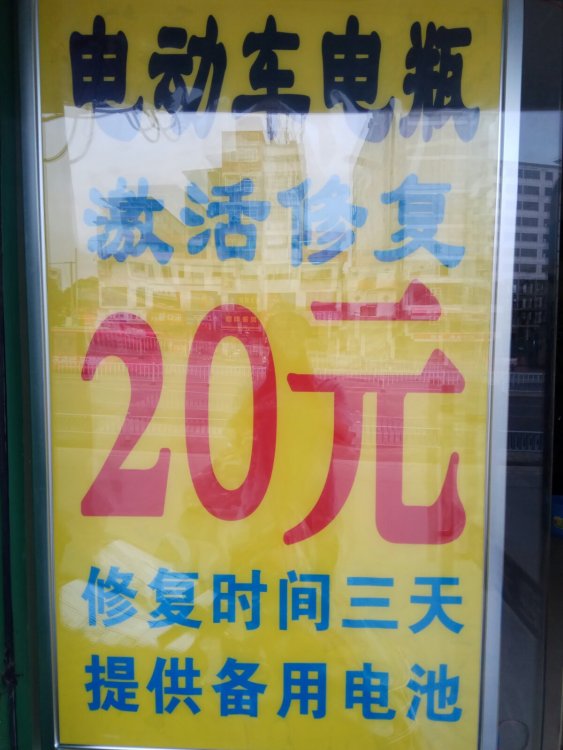 电动车电瓶
激活修复
20元
修复时间三天
提供备用电池